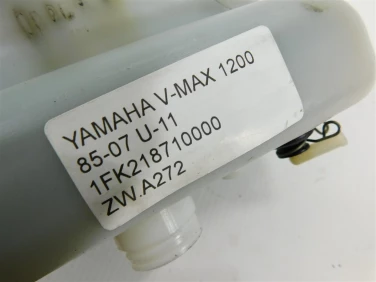 YAMAHA V-MAX 1200
85-07 U-11
1FK218710000
ZW.A272